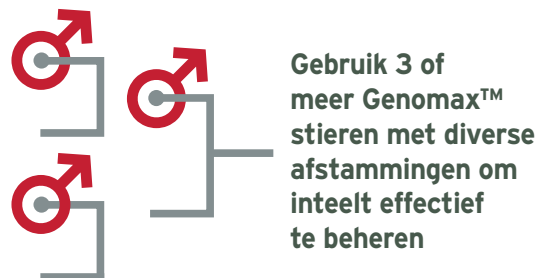 Gebruik 3 of
meer Genomax™
stieren met diverse
afstammingen om
inteelt effectief
te beheren